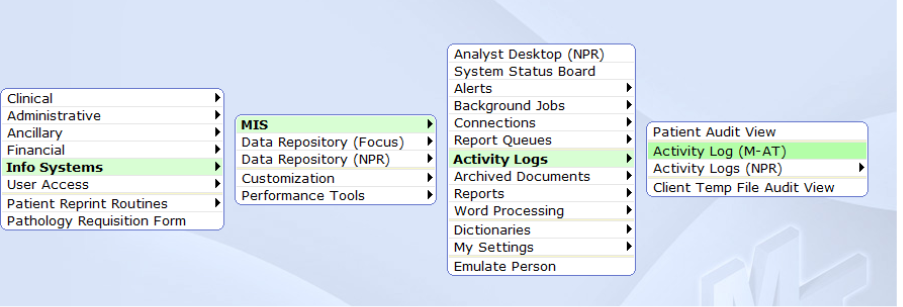 Clinical
Administrative
Ancillary
Financial
Info Systems
User Access
Patient Reprint Routines
Pathology Requisition Form
MIS
Data Repository (Focus)
Data Repository (NPR)
Customization
Performance Tools
Analyst Desktop (NPR)
System Status Board
Alerts
Background Jobs
Connections
Report Queues
Activity Logs
Archived Documents
Reports
Word Processing
Dictionaries
My Settings
Emulate Person
Patient Audit View
Activity Log (M-AT)
Activity Logs (NPR)
Client Temp File Audit View